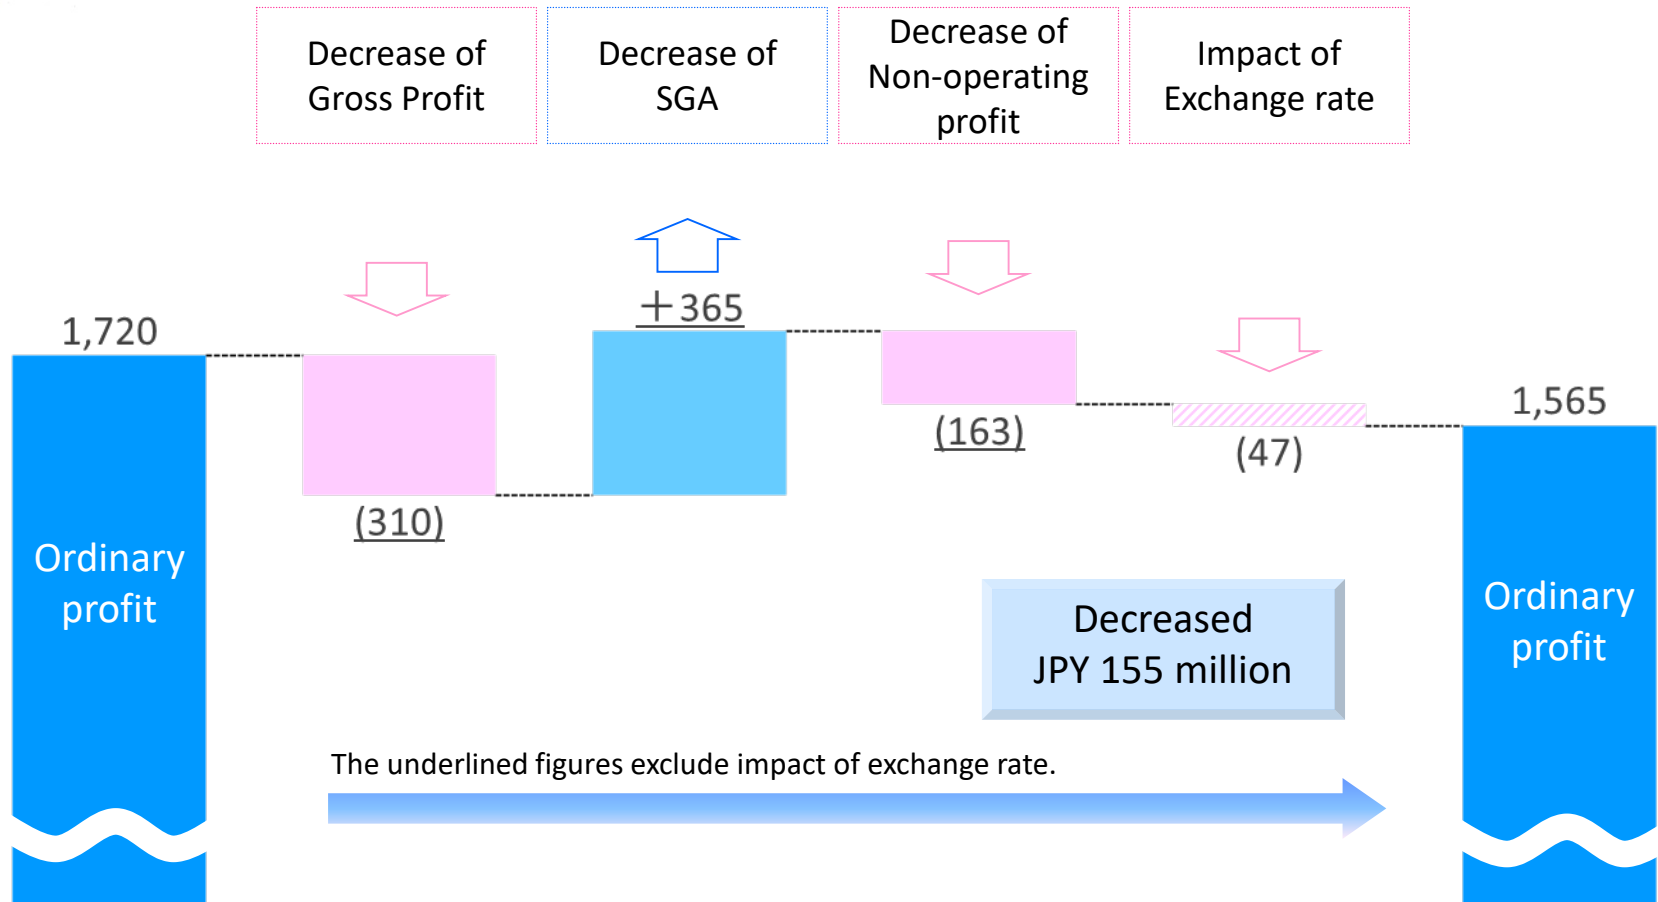 Decrease of
Gross Profit
Decrease of
SGA
Decrease of
Non-operating
profit
Impact of
Exchange rate
1,720
+365
1,565
(163)
(47)
(310)
Ordinary
profit
Ordinary
profit
Decreased
JPY 155 million
The underlined figures exclude impact of exchange rate.